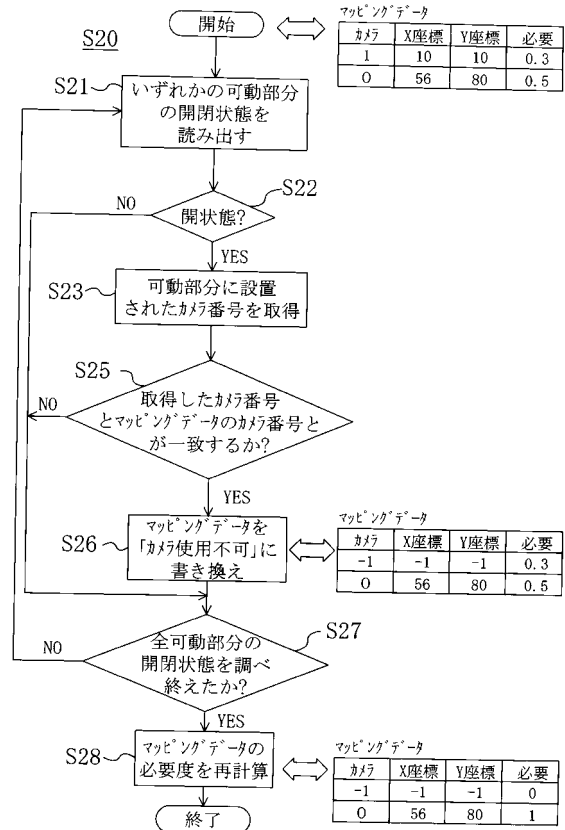 S20
開始
マッピングデータ
カメラ X座標 Y座標 必要
1 10 10 0.3
0 56 80 0.5
S21
いずれかの可動部分
の開閉状態を
読み出す
S22
開状態?
NO
YES
S23
可動部分に設置
されたカメラ番号を取得
S25
取得したカメラ番号
とマッピングデータのカメラ番号と
が一致するか?
NO
YES
S26
マッピングデータを
「カメラ使用不可」に
書き換え
マッピングデータ
カメラ X座標 Y座標 必要
-1 -1 -1 0.3
0 56 80 0.5
S27
全可動部分の
開閉状態を調べ
終えたか?
NO
YES
S28
マッピングデータの
必要度を再計算
マッピングデータ
カメラ X座標 Y座標 必要
-1 -1 -1 0
0 56 80 1
終了